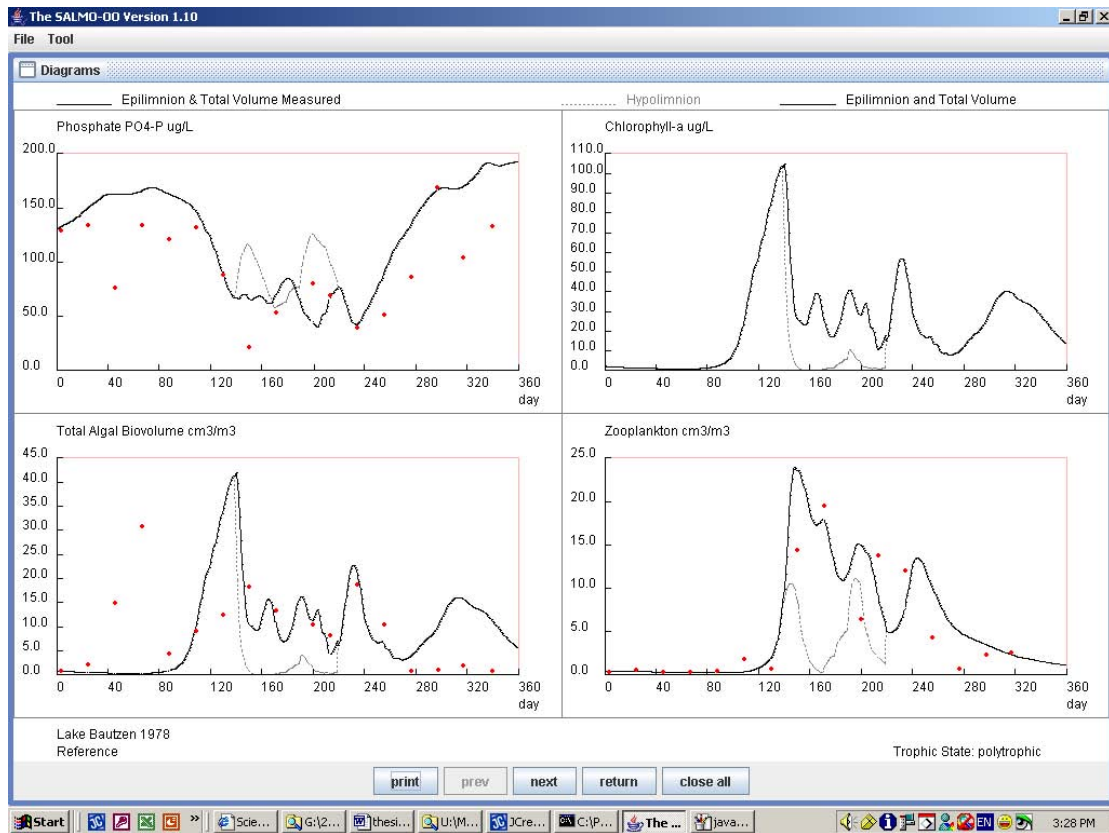 The SALMO-OO Version 1.10
File Tool
Diagrams
Epilimnion & Total Volume Measured Hypolimnion Epilimnion and Total Volume
Phosphate PO4-P ug/L
200.0
150.0
100.0
50.0
0.0
0 40 80 120 160 200 240 280 320 360
day
Chlorophyll-a ug/L
110.0
100.0
90.0
80.0
70.0
60.0
50.0
40.0
30.0
20.0
10.0
0.0
0 40 80 120 160 200 240 280 320 360
day
Total Algal Biovolume cm3/m3
45.0
40.0
35.0
30.0
25.0
20.0
15.0
10.0
5.0
0.0
0 40 80 120 160 200 240 280 320 360
day
Zooplankton cm3/m3
25.0
20.0
15.0
10.0
5.0
0.0
0 40 80 120 160 200 240 280 320 360
day
Lake Bautzen 1978
Reference Trophic State: polytrophic
print prev next return close all
Start » Scie... G:\2... thesi... U:\M... JCre... C:\P... The ... java... EN 3:28 PM